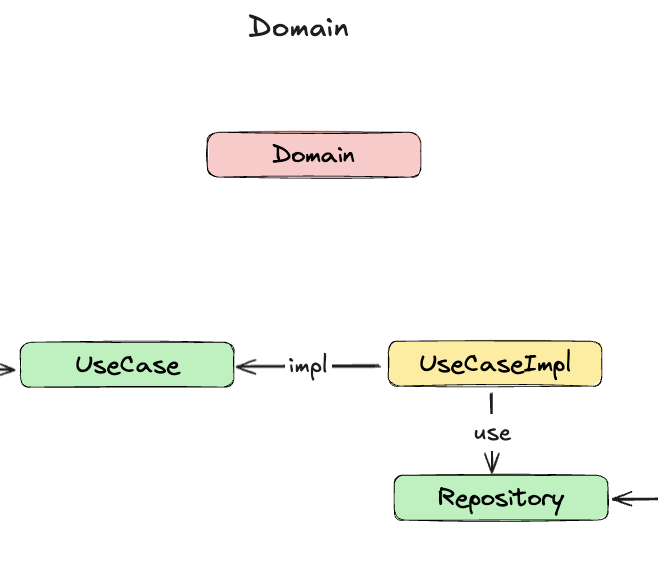 Domain
Domain
UseCase
impl
UseCaseImpl
use
Repository